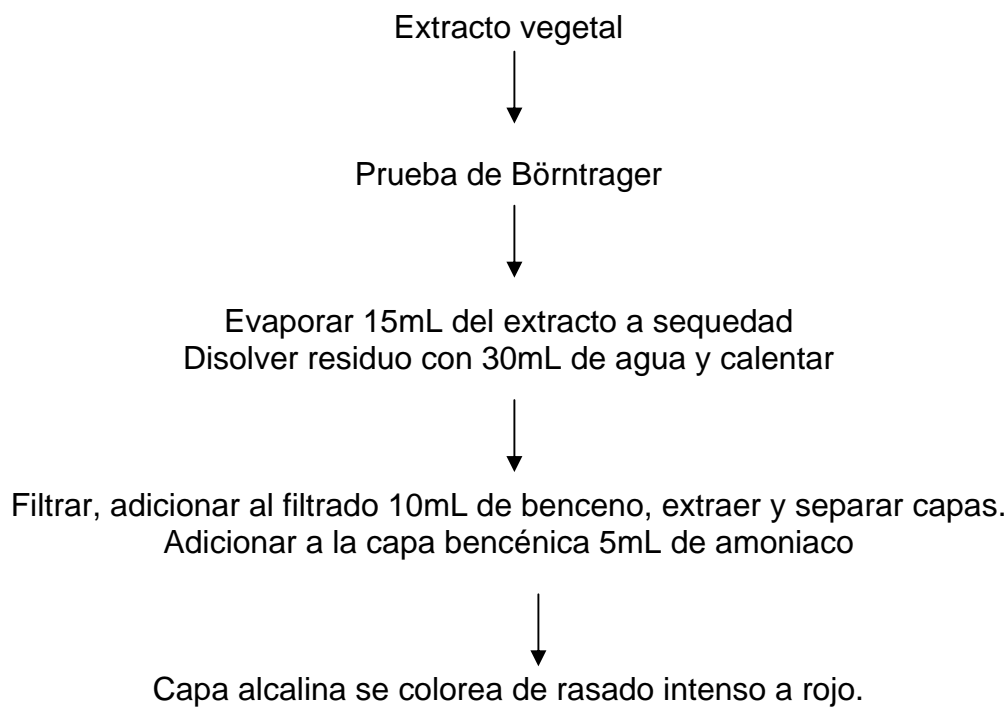 Extracto vegetal
Prueba de Börntrager
Evaporar 15mL del extracto a sequedad
Disolver residuo con 30mL de agua y calentar
Filtrar, adicionar al filtrado 10mL de benceno, extraer y separar capas.
Adicionar a la capa bencénica 5mL de amoniaco
Capa alcalina se colorea de rasado intenso a rojo.